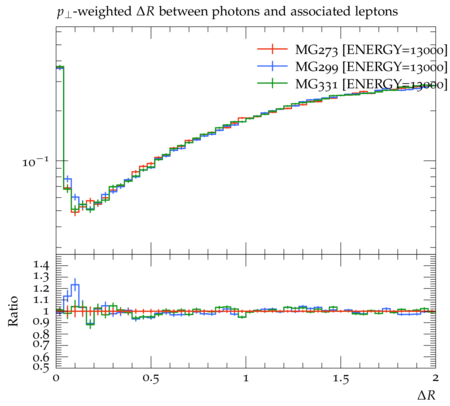 p⊥-weighted ΔR between photons and associated leptons
MG273 [ENERGY=13000]
MG299 [ENERGY=13000]
MG331 [ENERGY=13000]
10⁻¹
1.4
1.3
1.2
1.1
1
0.9
0.8
0.7
0.6
0.5
Ratio
0 0.5 1 1.5 2
ΔR